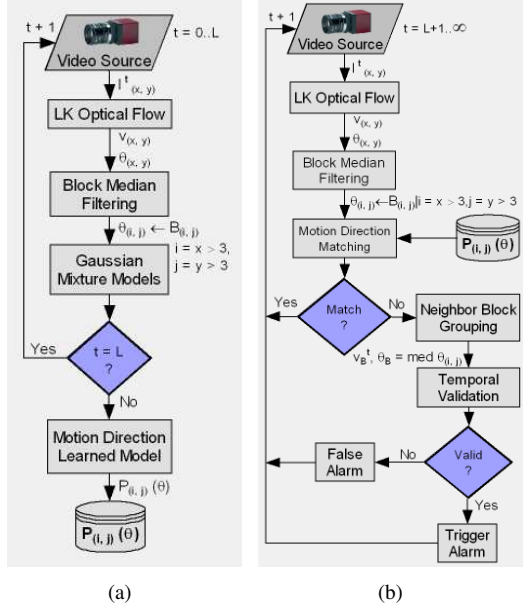 t + 1
t = 0..L
Video Source
I t (x, y)
LK Optical Flow
v(x, y)
θ(x, y)
Block Median
Filtering
θ(i, j) ← B(i, j)
i = x > 3,
j = y > 3
Gaussian
Mixture Models
t = L
?
Yes
No
Motion Direction
Learned Model
P(i, j) (θ)
P(i, j) (θ)
(a)
t + 1
t = L+1..∞
Video Source
I t (x, y)
LK Optical Flow
v(x, y)
θ(x, y)
Block Median
Filtering
θ(i, j)←B(i, j)|i = x > 3,j = y > 3
Motion Direction
Matching
P(i, j) (θ)
Yes
Match
?
No
Neighbor Block
Grouping
vB t, θB = med θ(i, j)
Temporal
Validation
False
Alarm
No
Valid
?
Yes
Trigger
Alarm
(b)